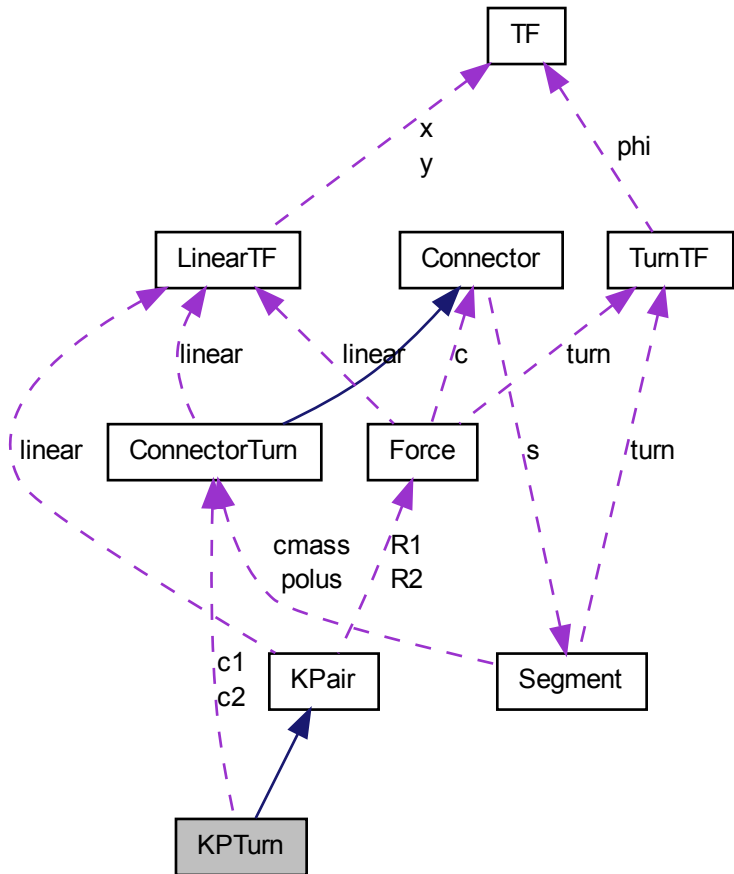 TF
x
y
phi
LinearTF
Connector
TurnTF
linear
linear
c
turn
linear
ConnectorTurn
Force
s
turn
cmass
polus
R1
R2
c1
c2
KPair
Segment
KPTurn